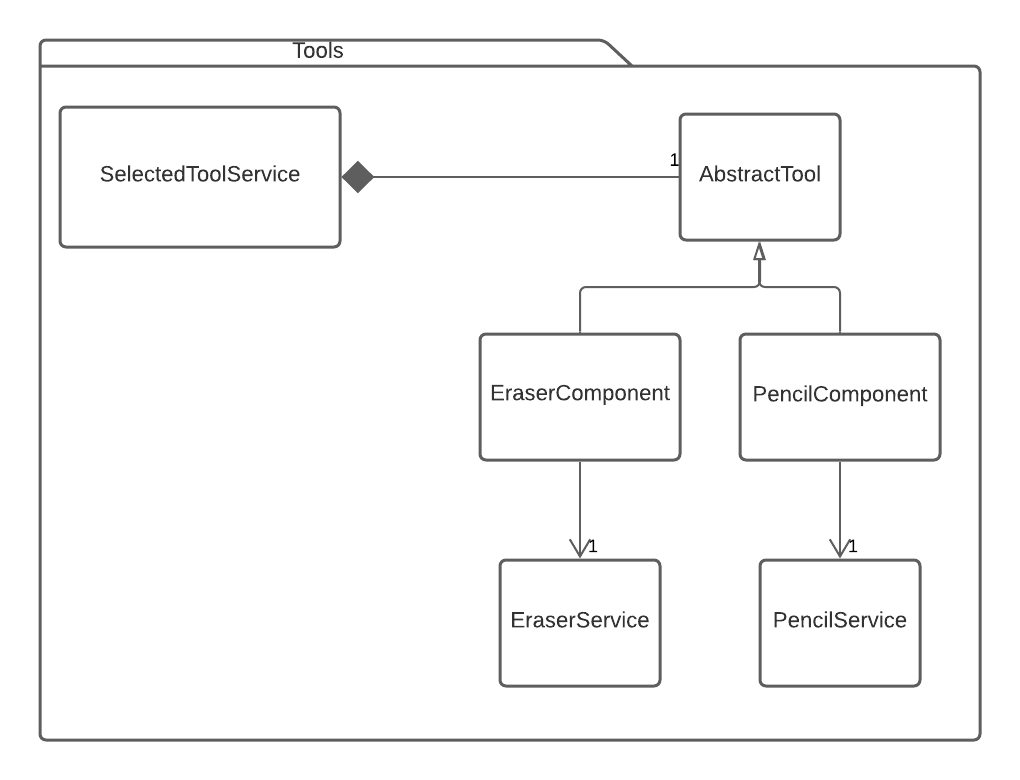 Tools
SelectedToolService
1
AbstractTool
EraserComponent
PencilComponent
1
1
EraserService
PencilService